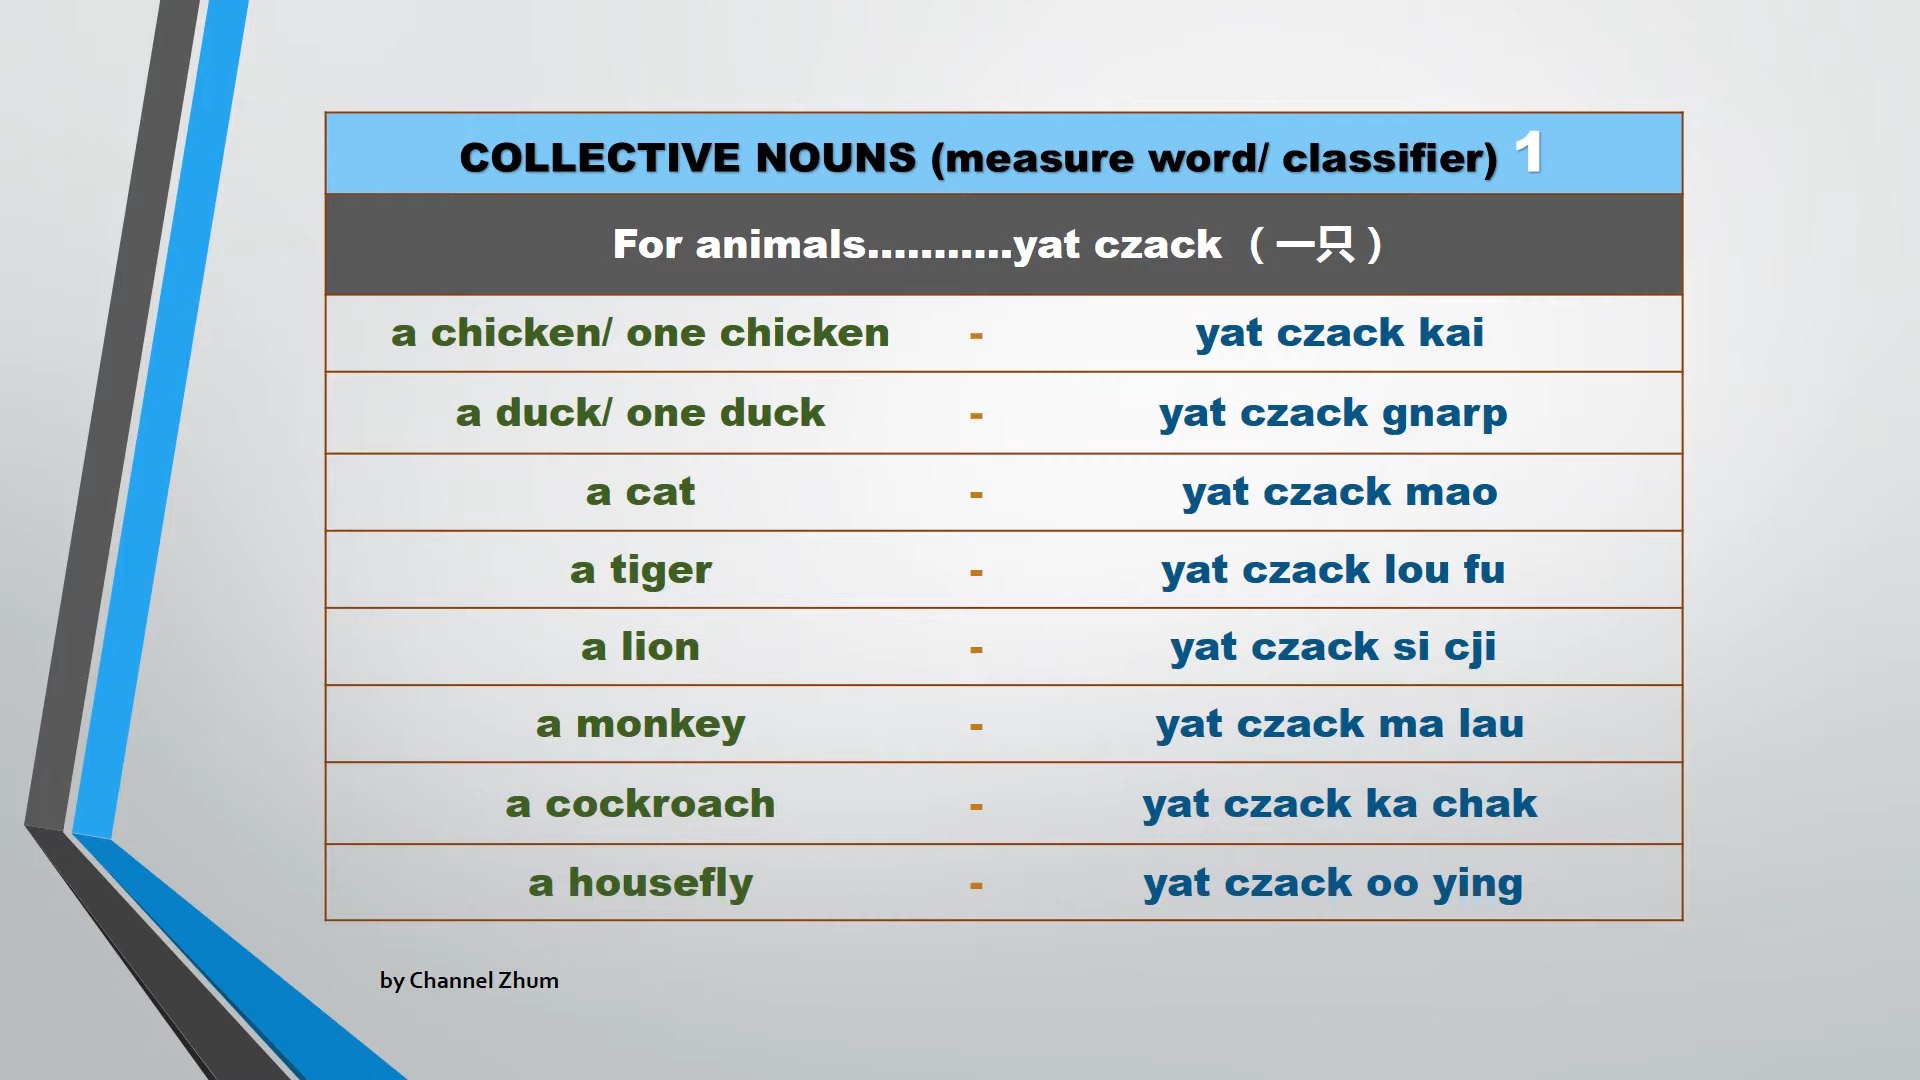 COLLECTIVE NOUNS (measure word/ classifier) 1
For animals...........yat czack （一只）
a chicken/ one chicken - yat czack kai
a duck/ one duck - yat czack gnarp
a cat - yat czack mao
a tiger - yat czack lou fu
a lion - yat czack si cji
a monkey - yat czack ma lau
a cockroach - yat czack ka chak
a housefly - yat czack oo ying
by Channel Zhum